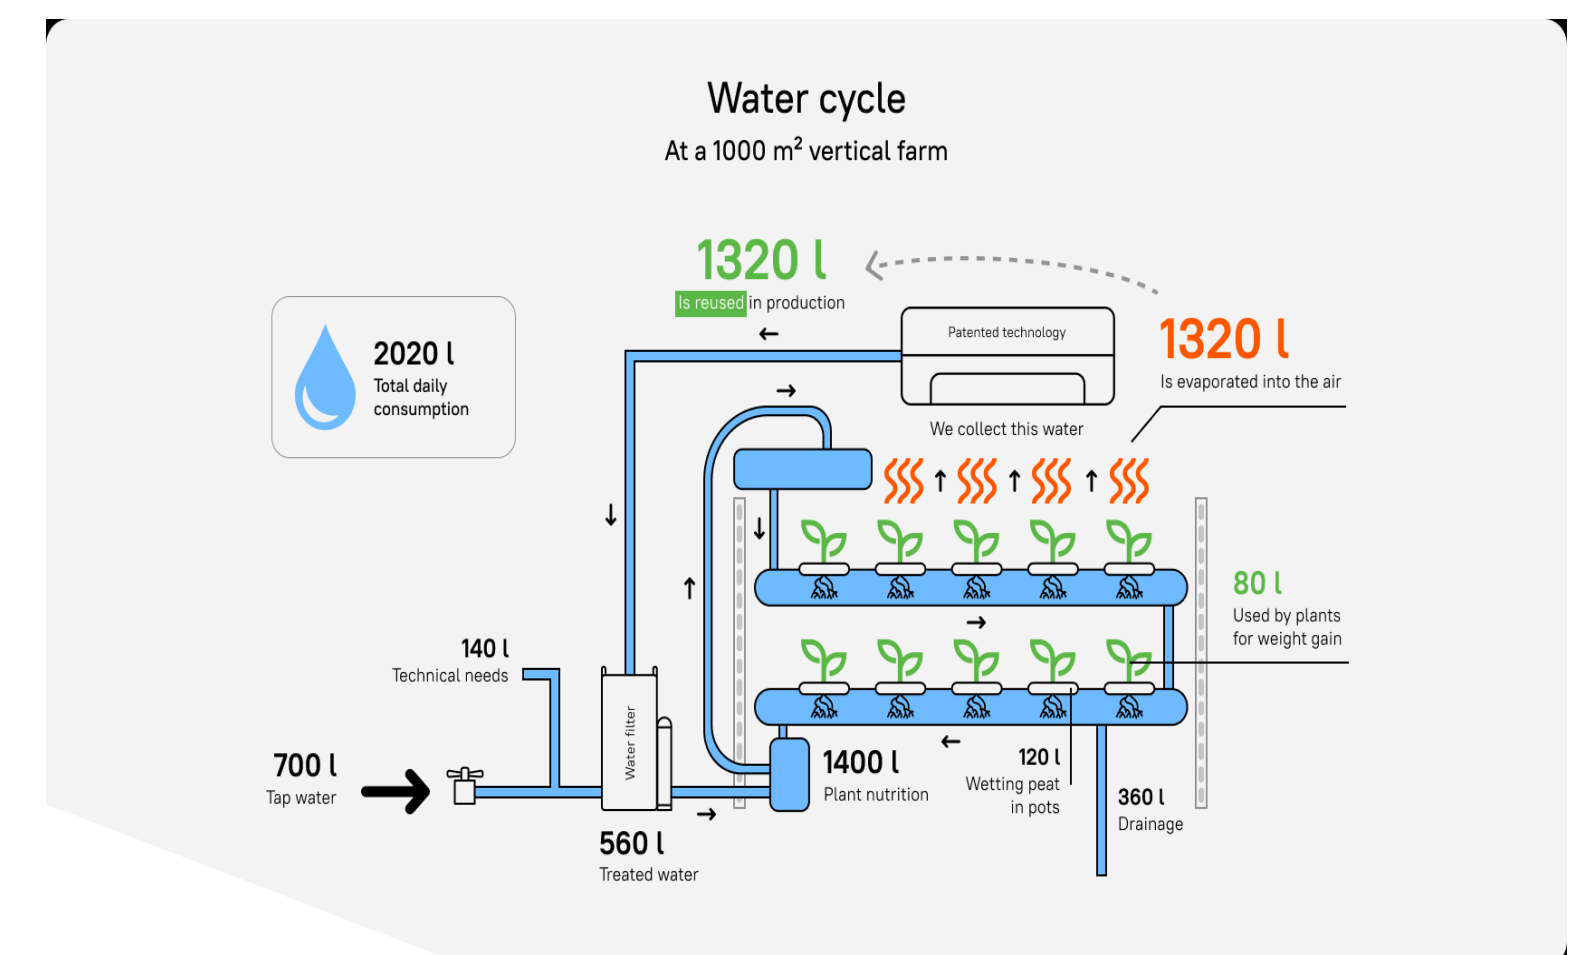 Water cycle
At a 1000 m² vertical farm
1320 l
Is reused in production
2020 l
Total daily
consumption
Patented technology
1320 l
Is evaporated into the air
We collect this water
80 l
Used by plants
for weight gain
140 l
Technical needs
Water filter
700 l
Tap water
1400 l
Plant nutrition
120 l
Wetting peat
in pots
360 l
Drainage
560 l
Treated water